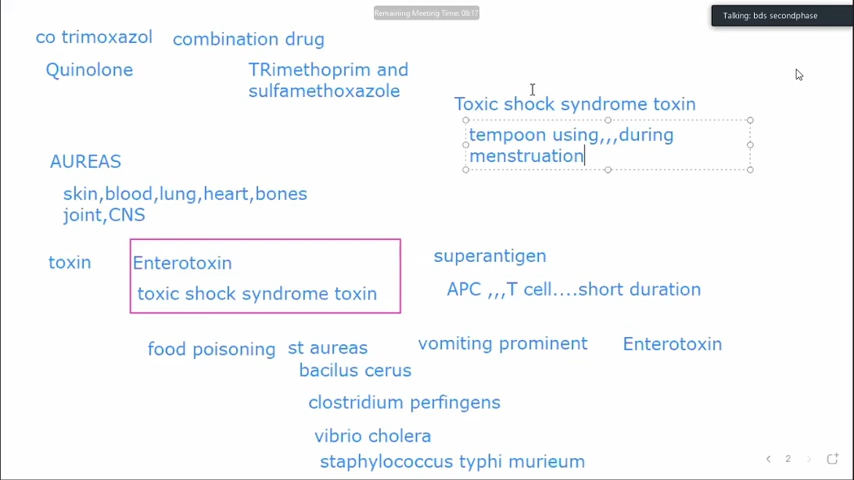 Remaining Meeting Time: 08:17
Talking: bds secondphase
co trimoxazol combination drug
Quinolone TRimethoprim and
sulfamethoxazole
Toxic shock syndrome toxin
tempoon using,,,during
menstruation
AUREAS
skin,blood,lung,heart,bones
joint,CNS
toxin Enterotoxin superantigen
toxic shock syndrome toxin APC ,,,T cell....short duration
food poisoning st aureas vomiting prominent Enterotoxin
bacilus cerus
clostridium perfingens
vibrio cholera
staphylococcus typhi murieum
2